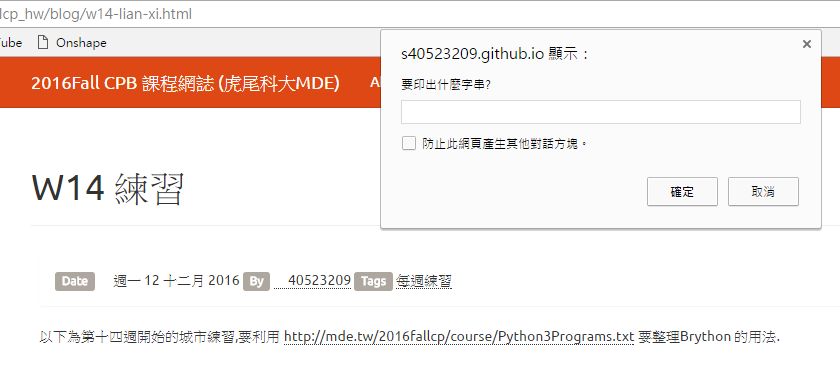 lcp_hw/blog/w14-lian-xi.html
ube Onshape
s40523209.github.io 顯示：
要印出什麼字串?
防止此網頁產生其他對話方塊。
確定 取消
2016Fall CPB 課程網誌 (虎尾科大MDE)
W14 練習
Date 週一 12 十二月 2016 By 40523209 Tags 每週練習
以下為第十四週開始的城市練習,要利用 http://mde.tw/2016fallcp/course/Python3Programs.txt 要整理Brython 的用法.